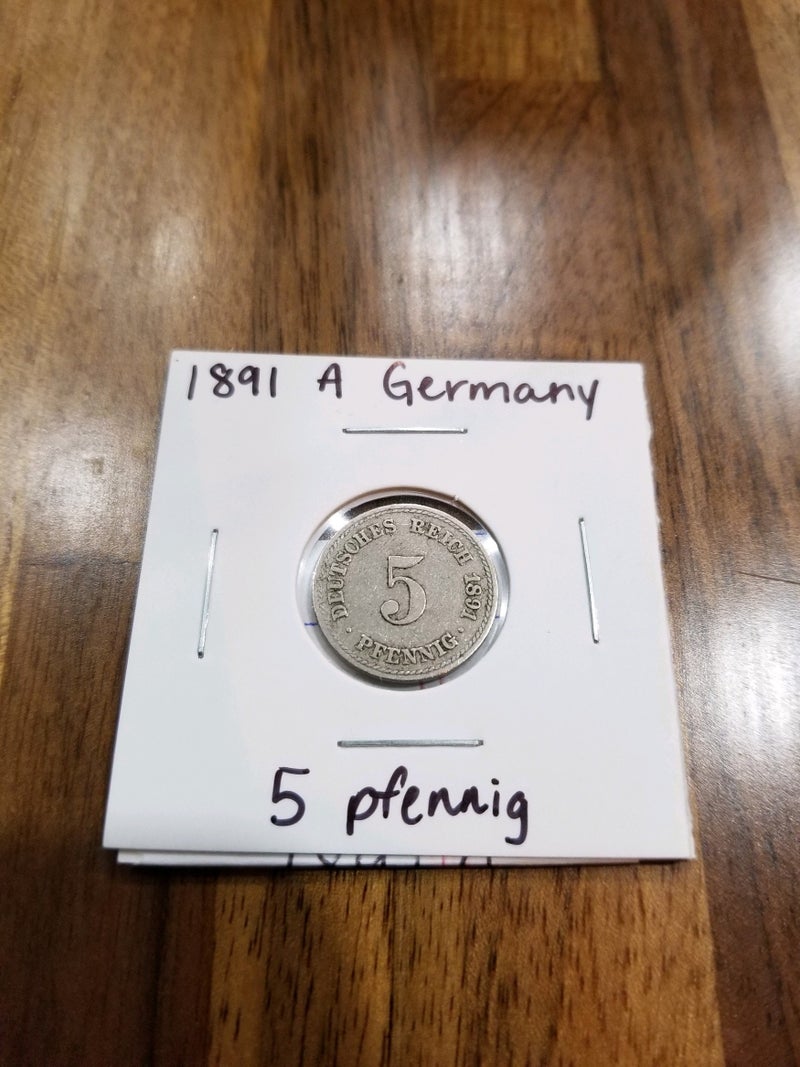 1891 A Germany
DEUTSCHES REICH 1891
5
· PFENNIG ·
5 pfennig